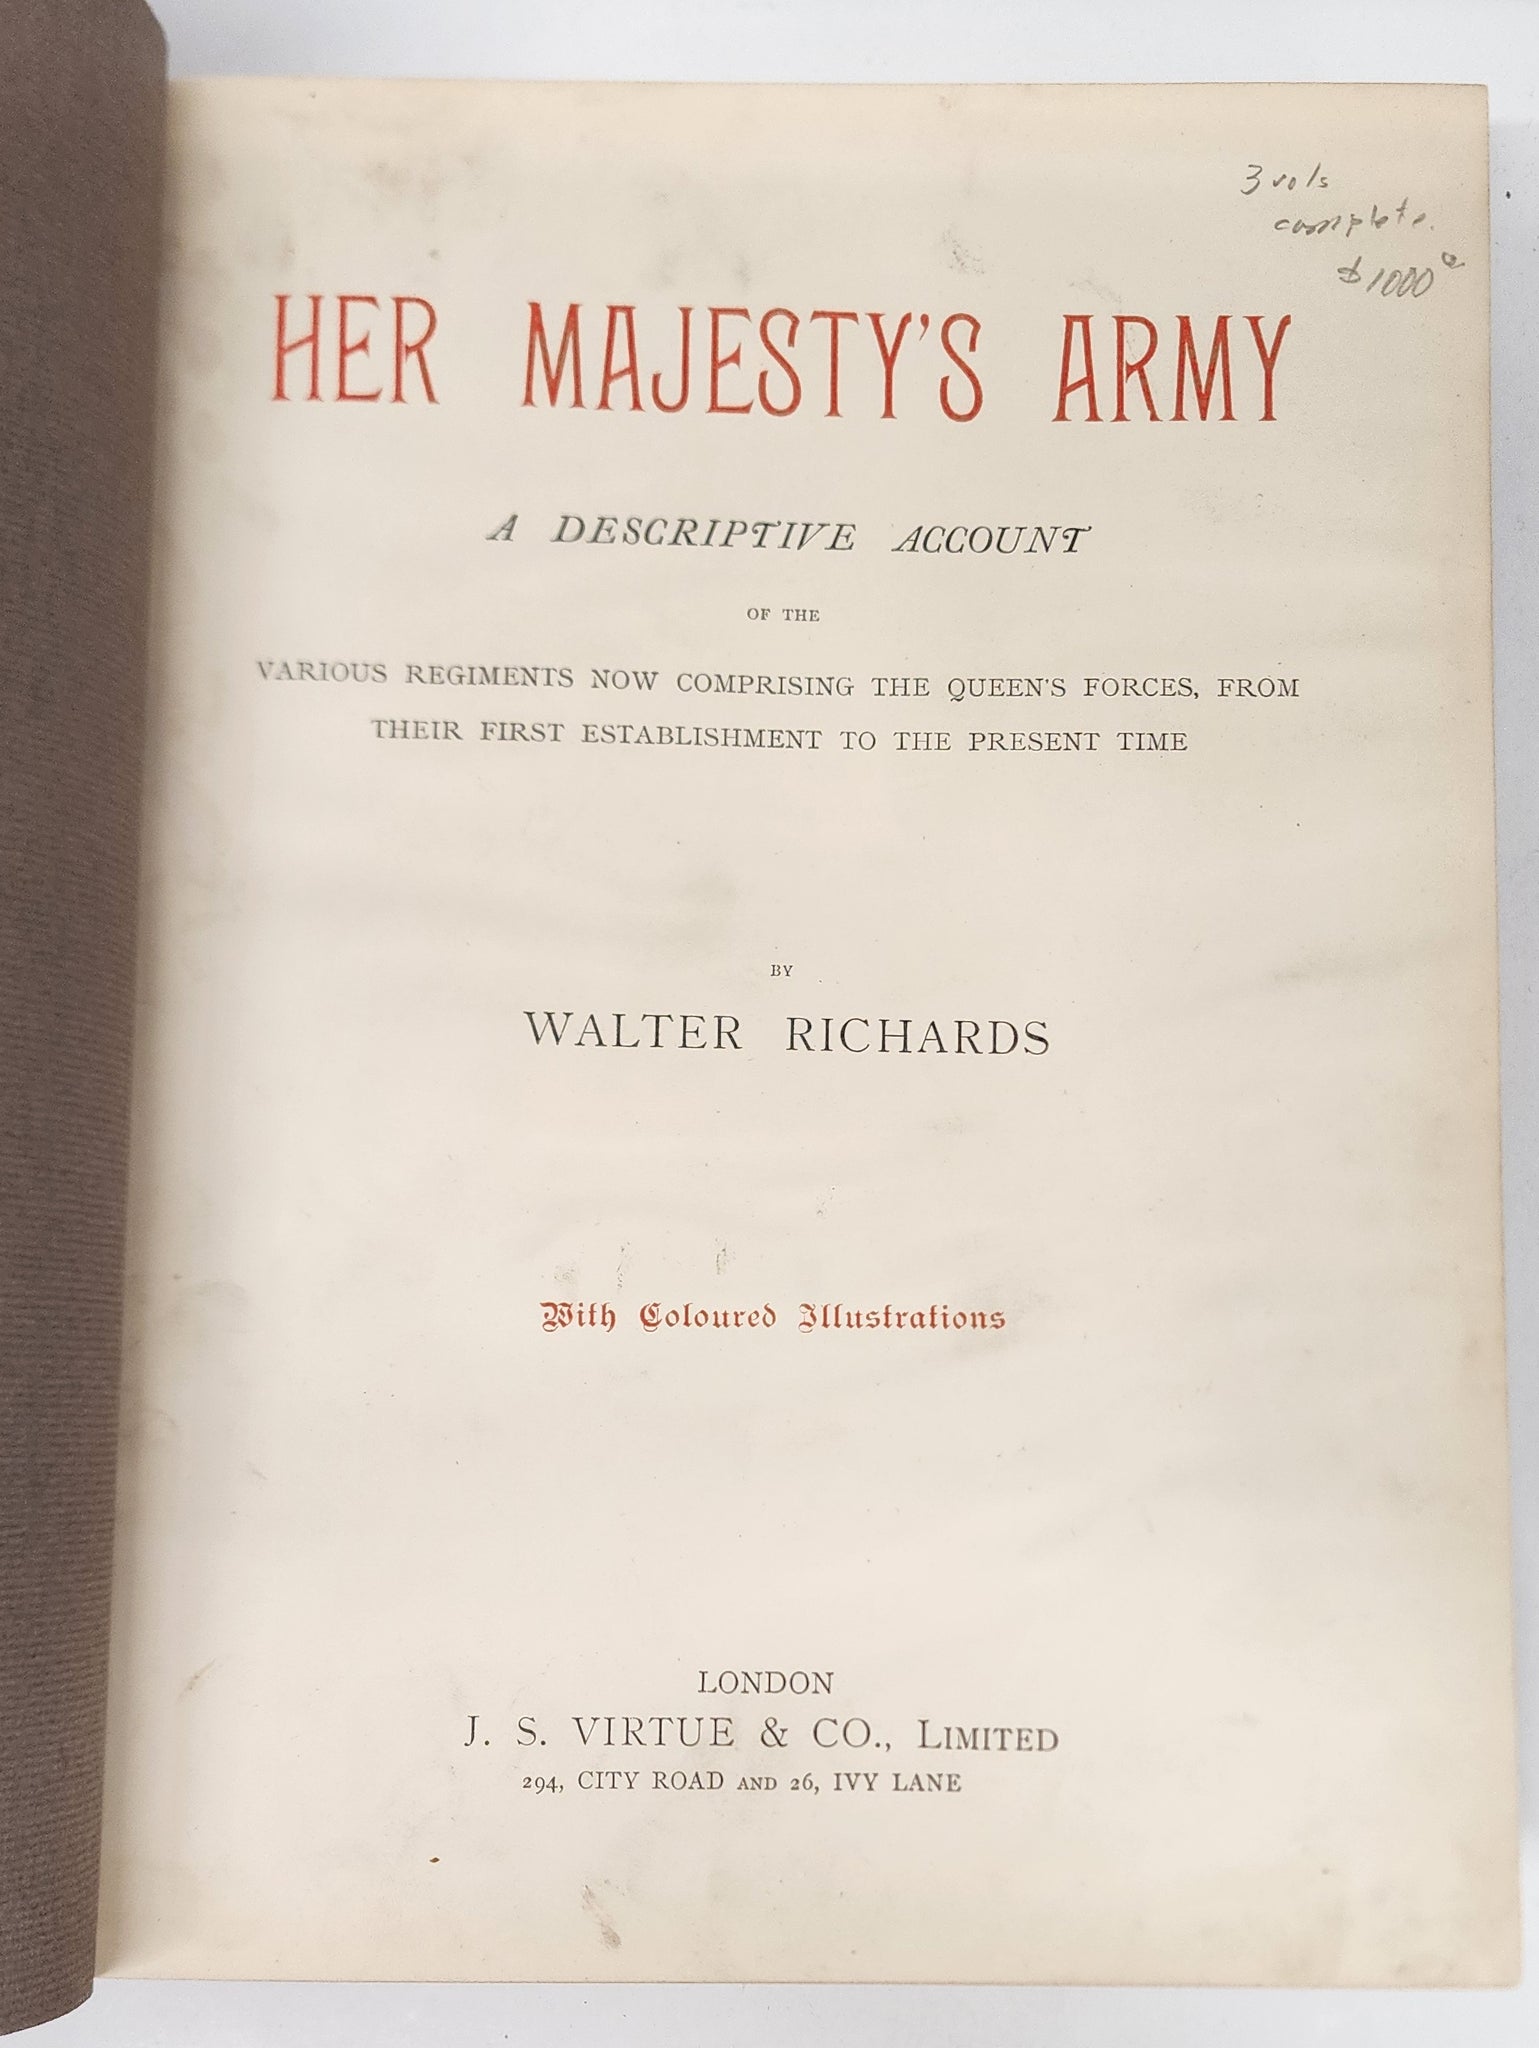 3 vols
complete.
$1000
HER MAJESTY'S ARMY
A DESCRIPTIVE ACCOUNT
OF THE
VARIOUS REGIMENTS NOW COMPRISING THE QUEEN'S FORCES, FROM
THEIR FIRST ESTABLISHMENT TO THE PRESENT TIME
BY
WALTER RICHARDS
With Coloured Illustrations
LONDON
J. S. VIRTUE & CO., LIMITED
294, CITY ROAD AND 26, IVY LANE